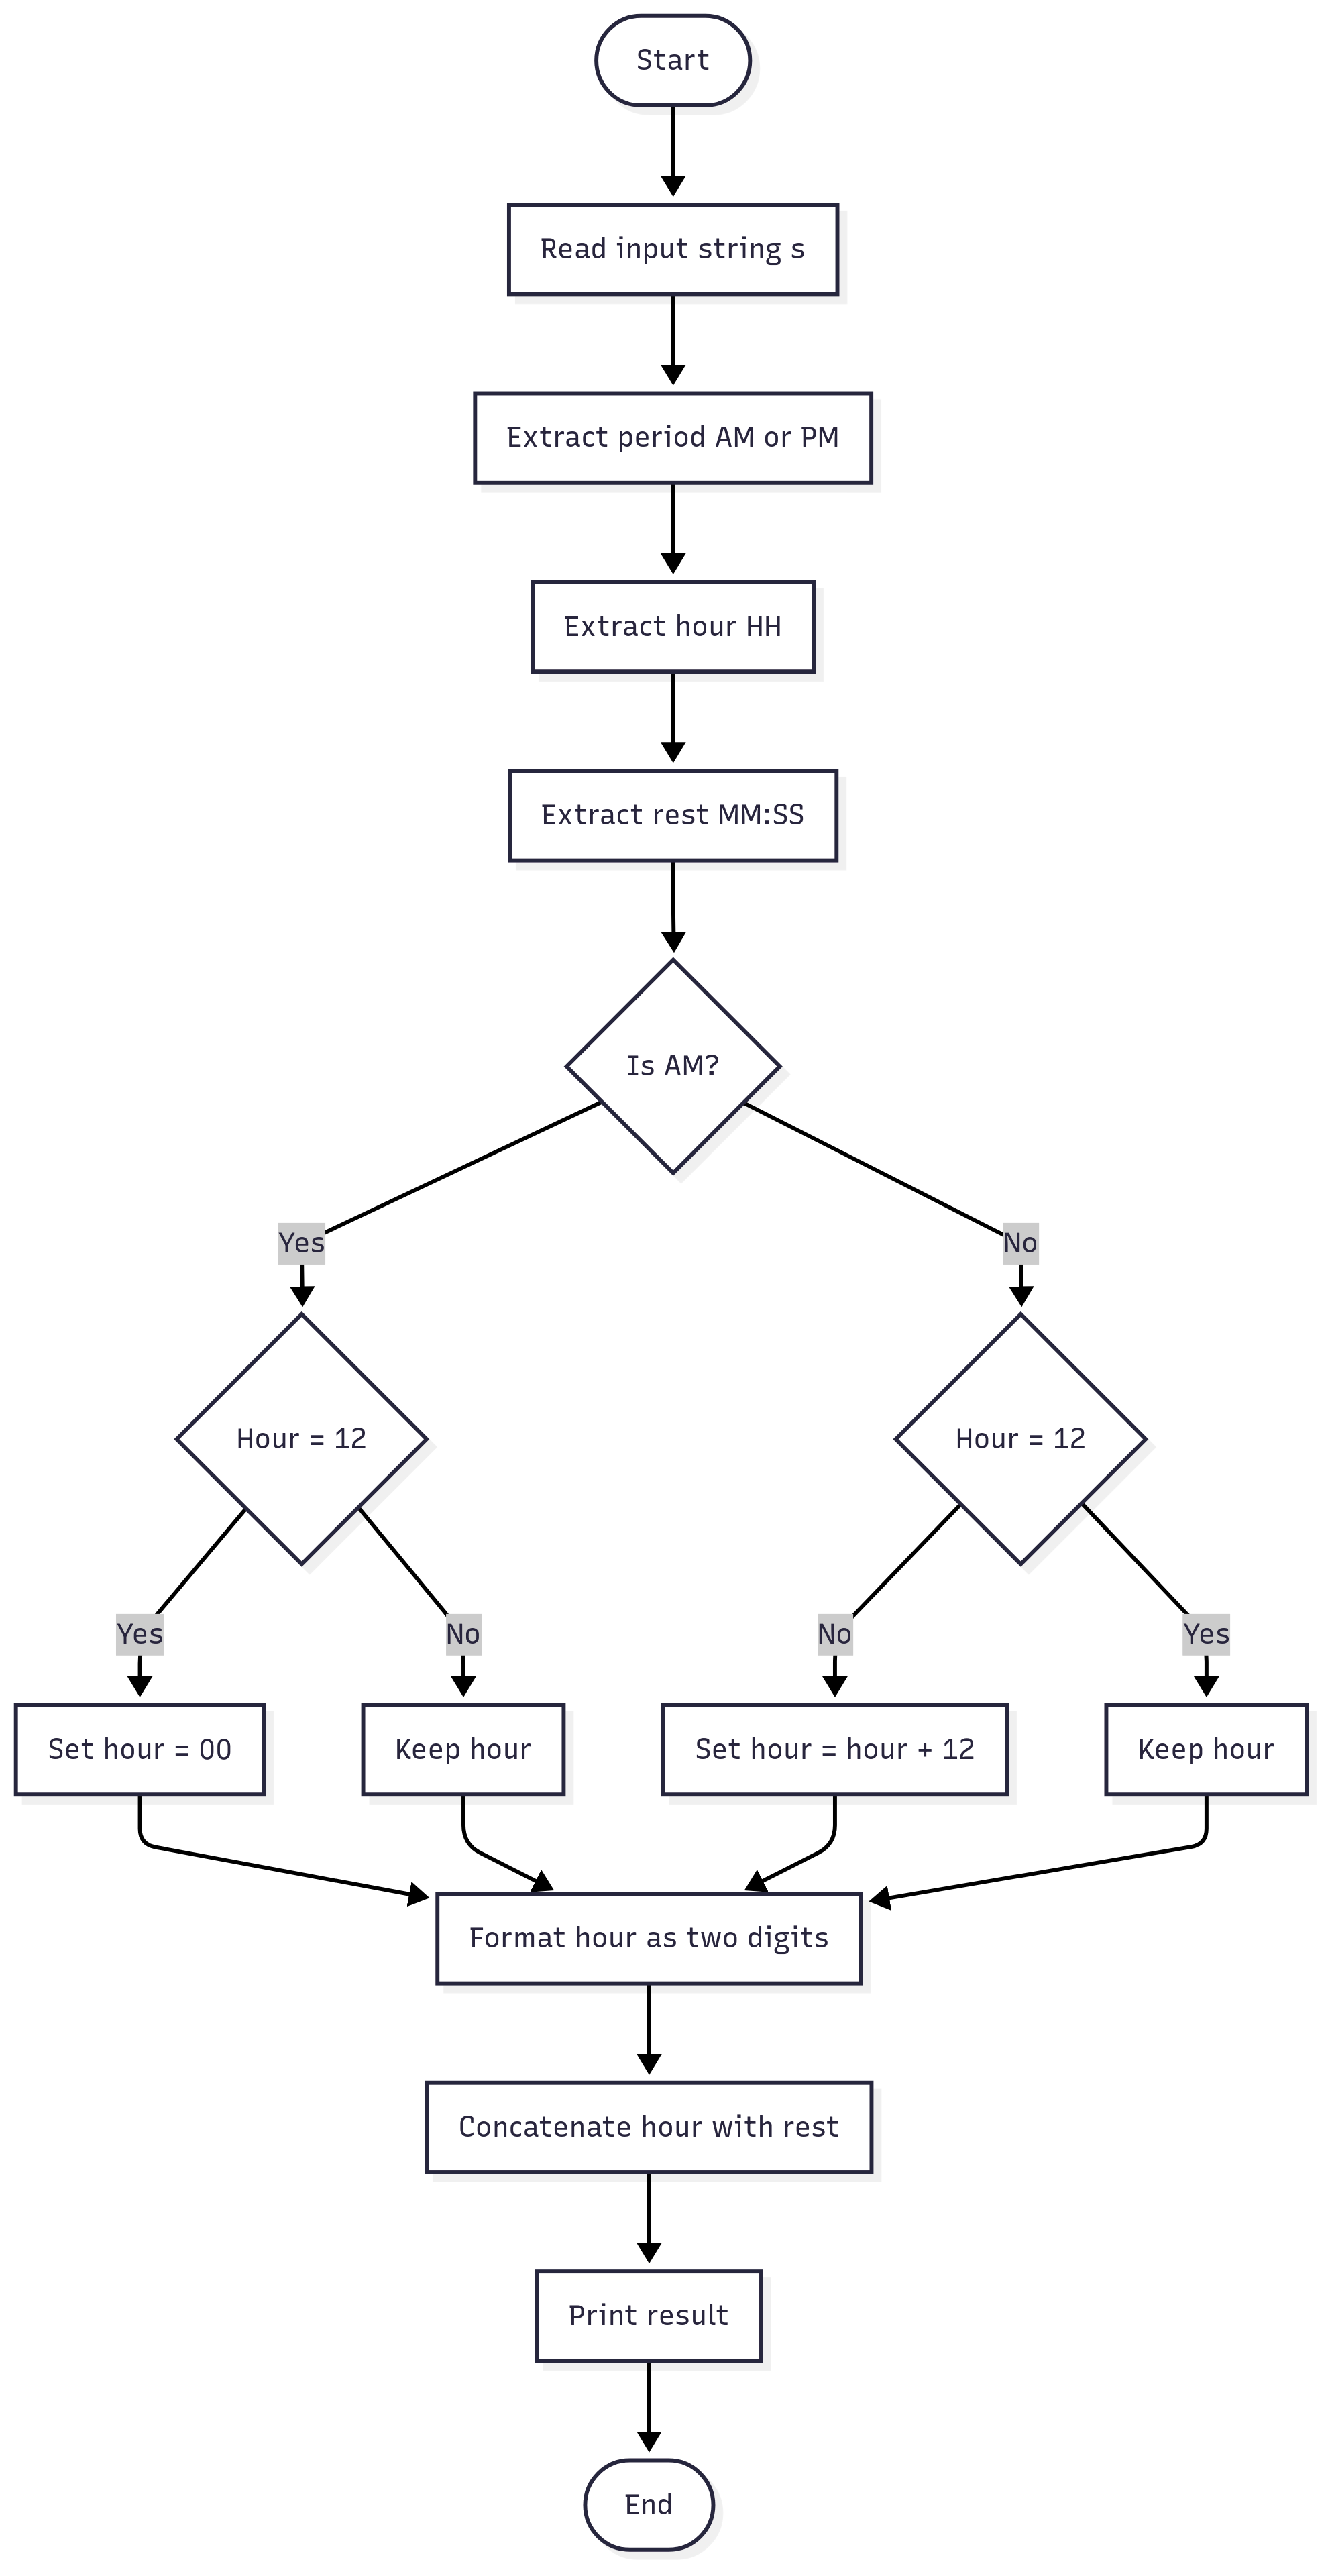 Start
Read input string s
Extract period AM or PM
Extract hour HH
Extract rest MM:SS
Is AM?
Yes
No
Hour = 12
Hour = 12
Yes
No
No
Yes
Set hour = 00
Keep hour
Set hour = hour + 12
Keep hour
Format hour as two digits
Concatenate hour with rest
Print result
End